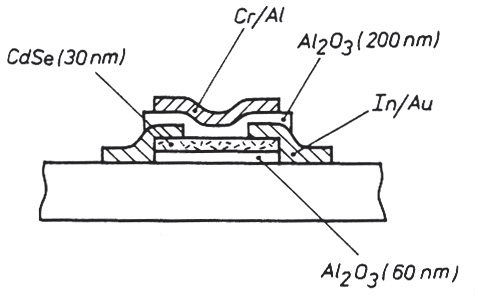 Cr/Al
Al2O3(200nm)
CdSe(30nm)
In/Au
Al2O3(60nm)